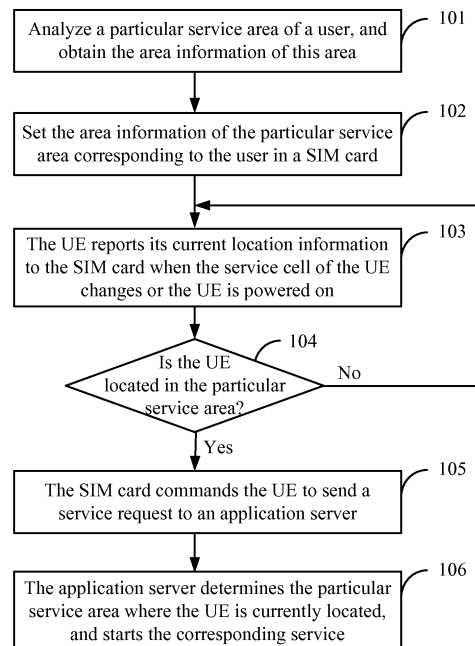 Analyze a particular service area of a user, and
obtain the area information of this area
101
Set the area information of the particular service
area corresponding to the user in a SIM card
102
The UE reports its current location information
to the SIM card when the service cell of the UE
changes or the UE is powered on
103
Is the UE
located in the particular
service area?
104
No
Yes
The SIM card commands the UE to send a
service request to an application server
105
The application server determines the particular
service area where the UE is currently located,
and starts the corresponding service
106